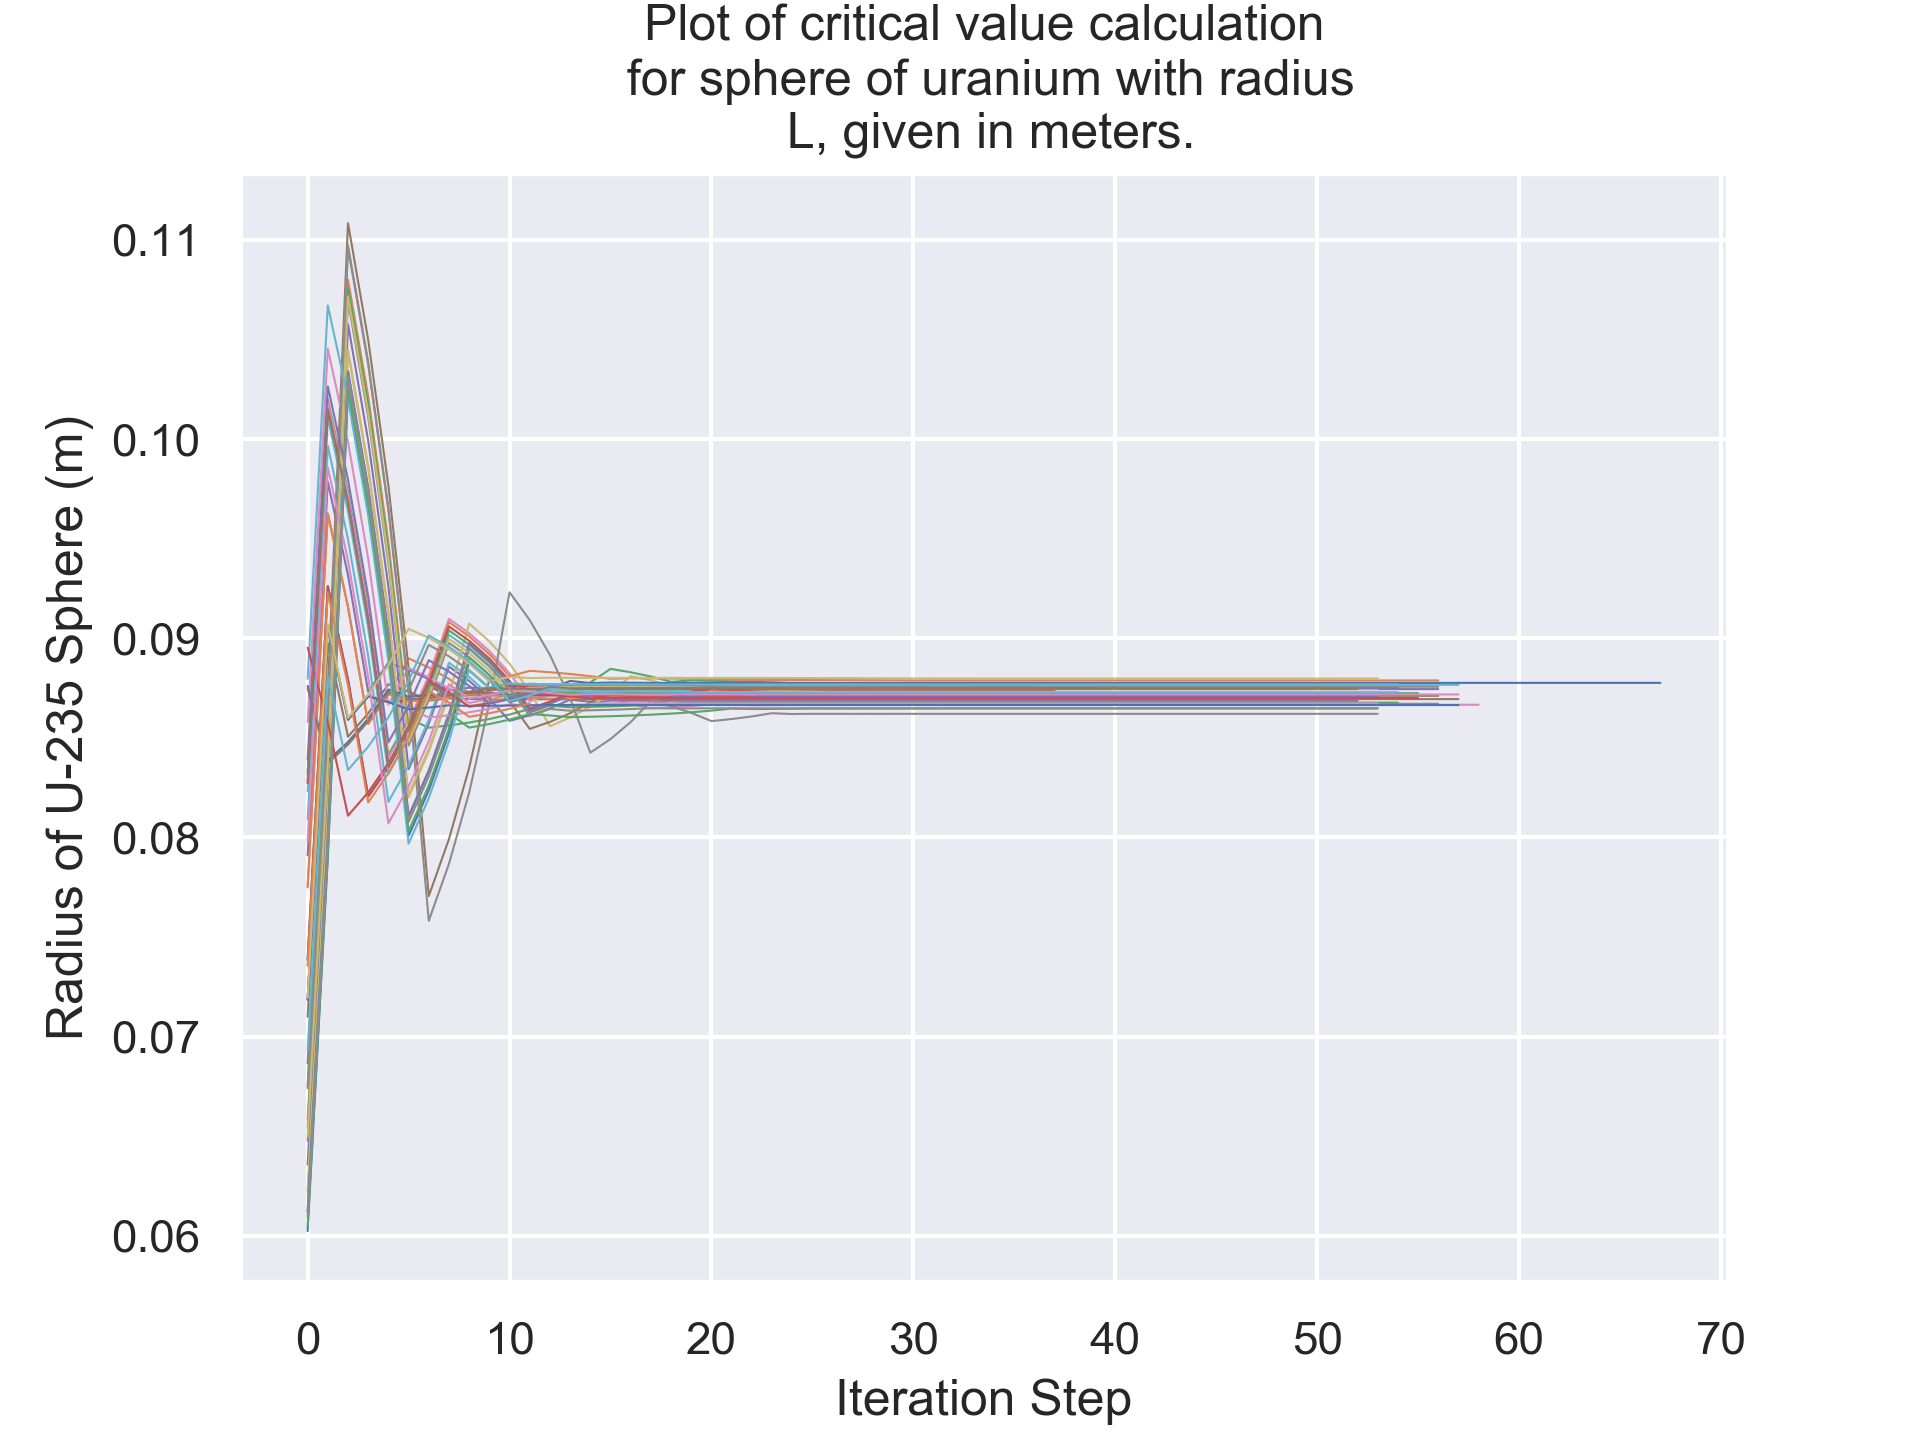 Plot of critical value calculation
for sphere of uranium with radius
L, given in meters.
0.11
0.10
0.09
0.08
0.07
0.06
Radius of U-235 Sphere (m)
0 10 20 30 40 50 60 70
Iteration Step